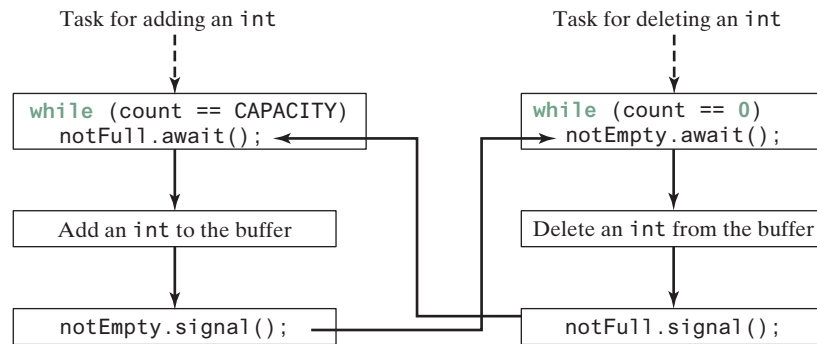 Task for adding an int
while (count == CAPACITY)
notFull.await();
Add an int to the buffer
notEmpty.signal();
Task for deleting an int
while (count == 0)
notEmpty.await();
Delete an int from the buffer
notFull.signal();